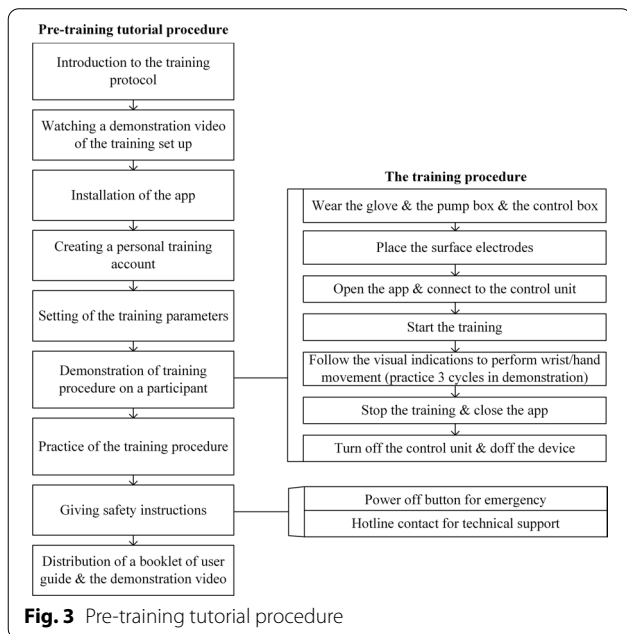 Pre-training tutorial procedure
Introduction to the training
protocol
Watching a demonstration video
of the training set up
Installation of the app
Creating a personal training
account
Setting of the training parameters
Demonstration of training
procedure on a participant
Practice of the training procedure
Giving safety instructions
Distribution of a booklet of user
guide & the demonstration video
The training procedure
Wear the glove & the pump box & the control box
Place the surface electrodes
Open the app & connect to the control unit
Start the training
Follow the visual indications to perform wrist/hand
movement (practice 3 cycles in demonstration)
Stop the training & close the app
Turn off the control unit & doff the device
Power off button for emergency
Hotline contact for technical support
Fig. 3 Pre-training tutorial procedure